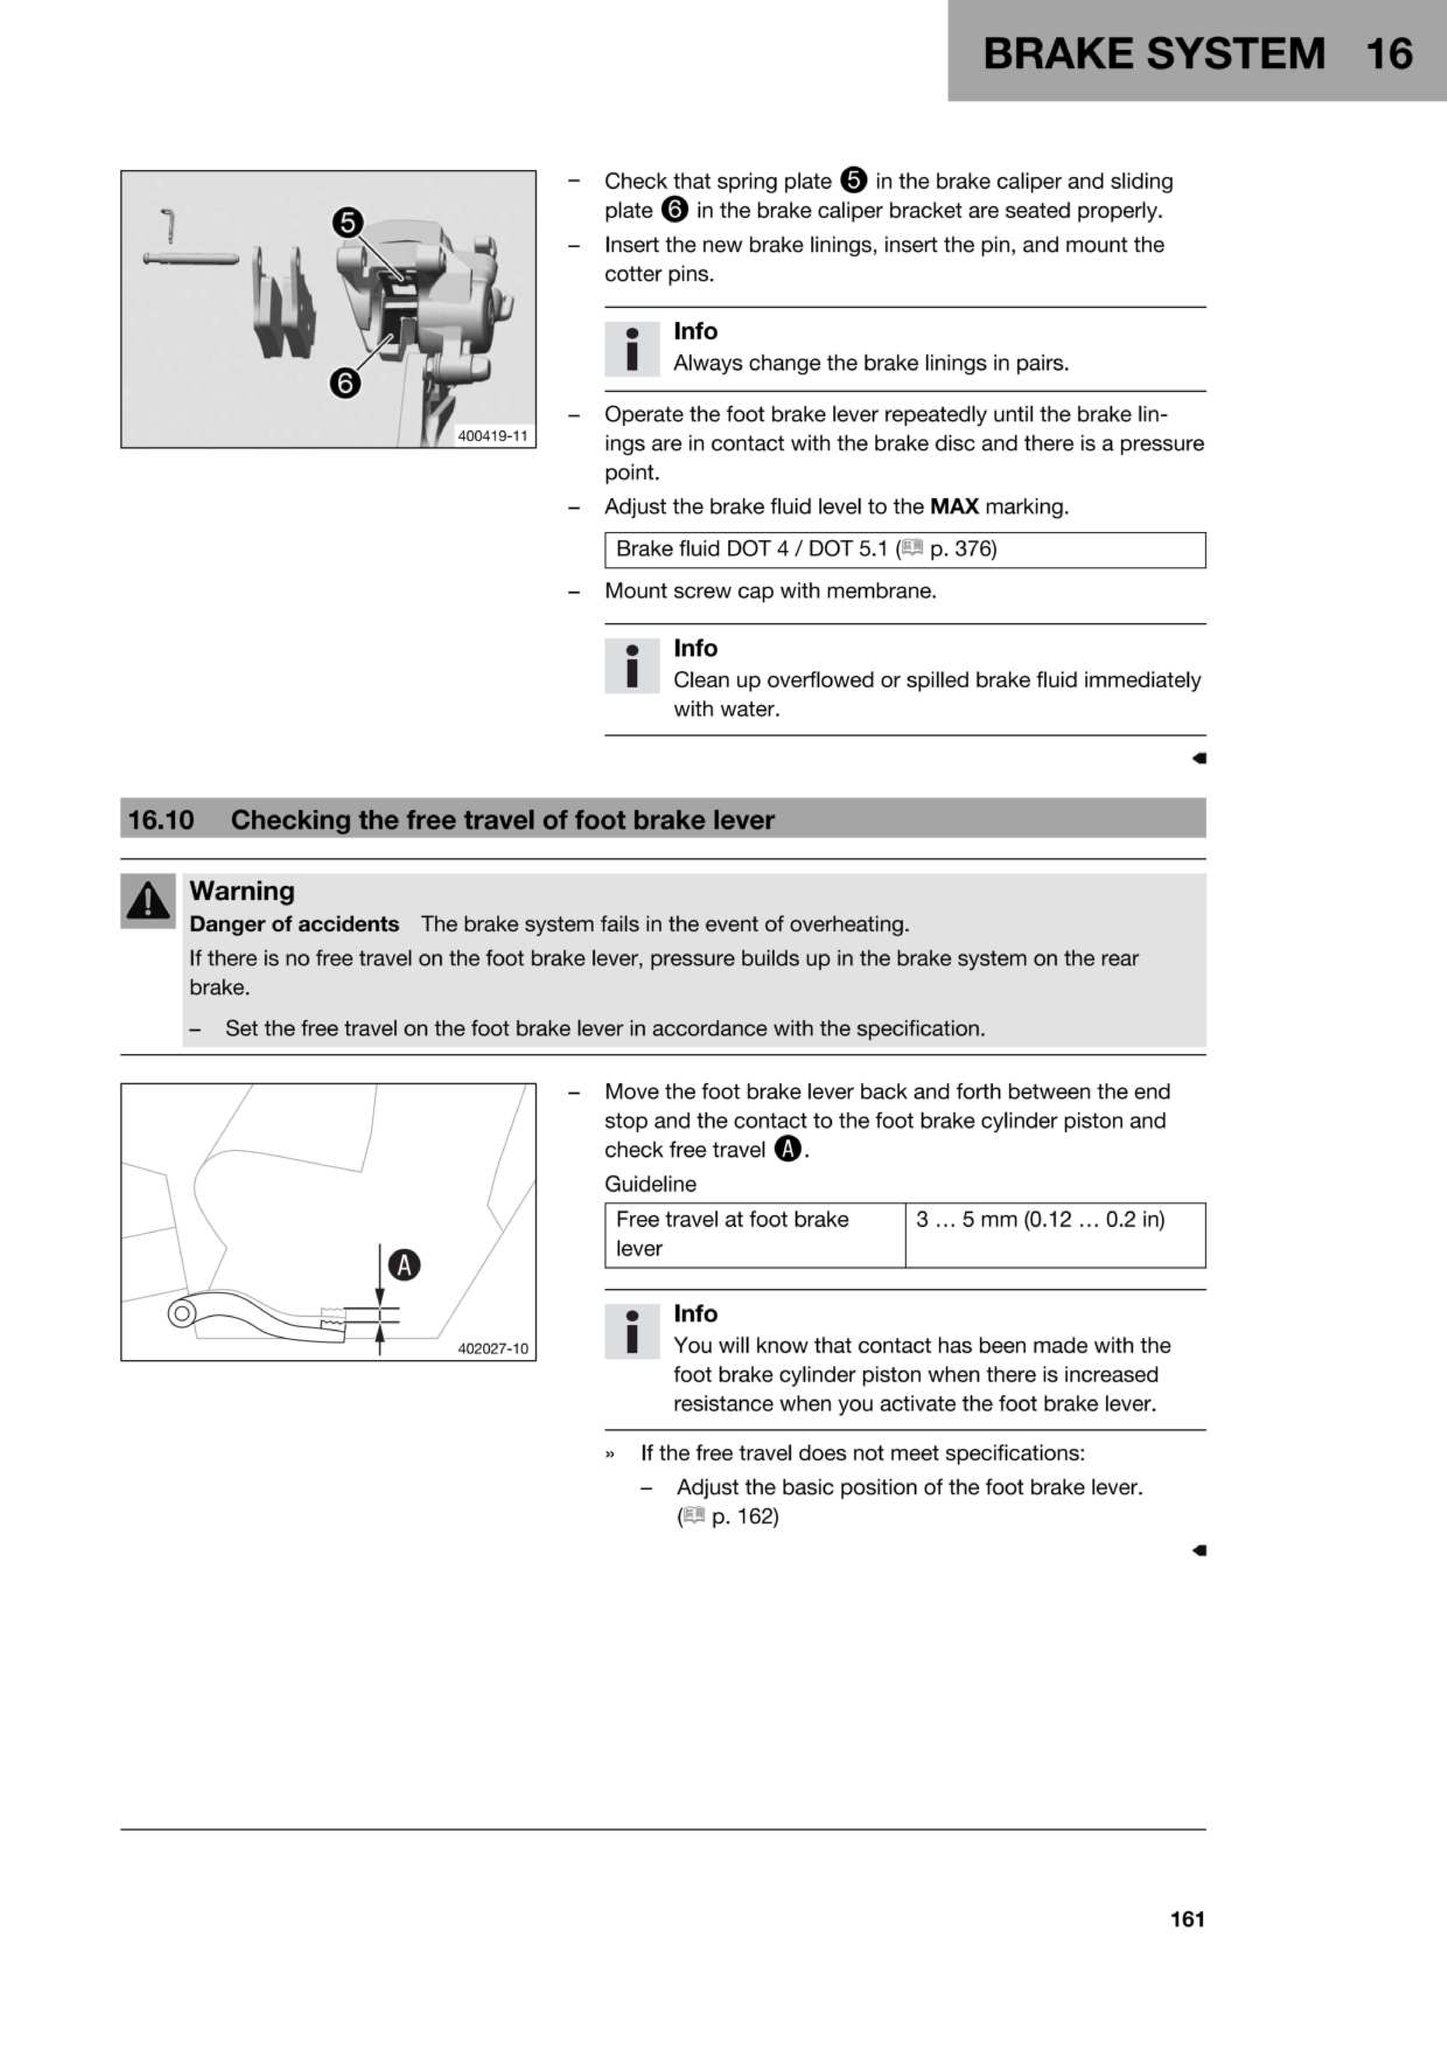 BRAKE SYSTEM 16
5
6
400419-11
– Check that spring plate 5 in the brake caliper and sliding
plate 6 in the brake caliper bracket are seated properly.
– Insert the new brake linings, insert the pin, and mount the
cotter pins.
Info
Always change the brake linings in pairs.
– Operate the foot brake lever repeatedly until the brake lin-
ings are in contact with the brake disc and there is a pressure
point.
– Adjust the brake fluid level to the MAX marking.
Brake fluid DOT 4 / DOT 5.1 ( p. 376)
– Mount screw cap with membrane.
Info
Clean up overflowed or spilled brake fluid immediately
with water.
16.10 Checking the free travel of foot brake lever
Warning
Danger of accidents The brake system fails in the event of overheating.
If there is no free travel on the foot brake lever, pressure builds up in the brake system on the rear
brake.
– Set the free travel on the foot brake lever in accordance with the specification.
A
402027-10
– Move the foot brake lever back and forth between the end
stop and the contact to the foot brake cylinder piston and
check free travel A.
Guideline
Free travel at foot brake 3 … 5 mm (0.12 … 0.2 in)
lever
Info
You will know that contact has been made with the
foot brake cylinder piston when there is increased
resistance when you activate the foot brake lever.
» If the free travel does not meet specifications:
– Adjust the basic position of the foot brake lever.
( p. 162)
161